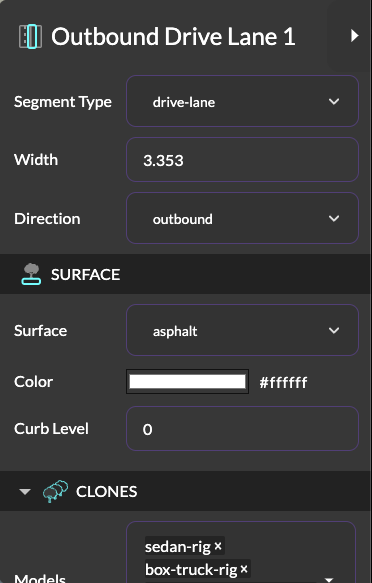 Outbound Drive Lane 1
Segment Type drive-lane
Width 3.353
Direction outbound
SURFACE
Surface asphalt
Color #ffffff
Curb Level 0
CLONES
sedan-rig ×
box-truck-rig ×
Models